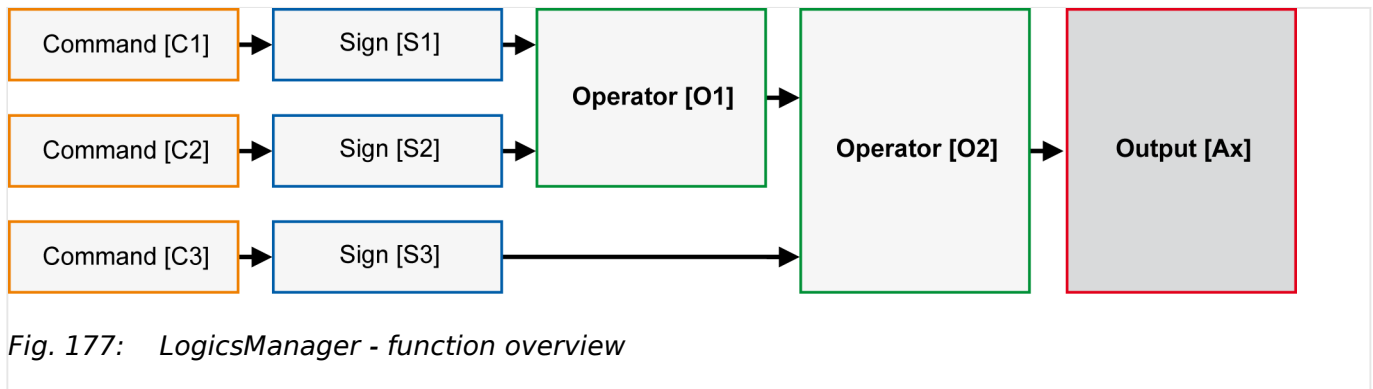 Command [C1]
Sign [S1]
Operator [O1]
Operator [O2]
Output [Ax]
Command [C2]
Sign [S2]
Command [C3]
Sign [S3]
Fig. 177: LogicsManager - function overview